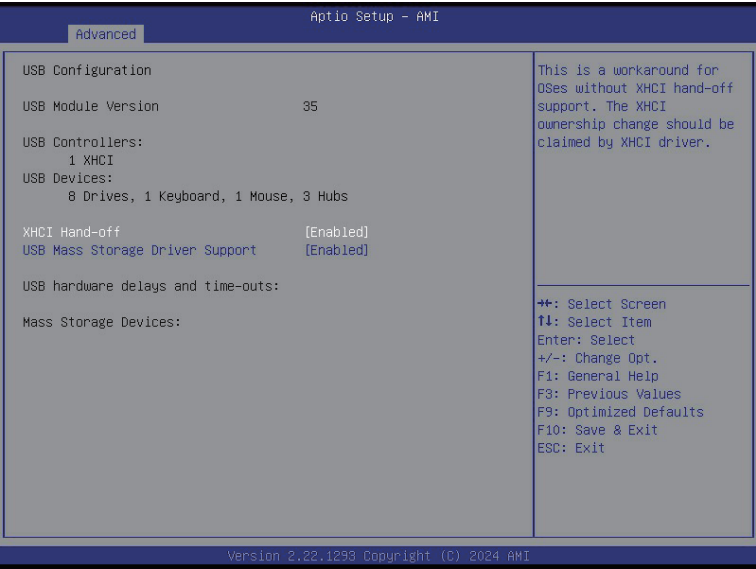 Aptio Setup – AMI
Advanced
USB Configuration
USB Module Version 35
USB Controllers:
1 XHCI
USB Devices:
8 Drives, 1 Keyboard, 1 Mouse, 3 Hubs
XHCI Hand-off [Enabled]
USB Mass Storage Driver Support [Enabled]
USB hardware delays and time-outs:
Mass Storage Devices:
This is a workaround for
OSes without XHCI hand-off
support. The XHCI
ownership change should be
claimed by XHCI driver.
→←: Select Screen
↑↓: Select Item
Enter: Select
+/-: Change Opt.
F1: General Help
F3: Previous Values
F9: Optimized Defaults
F10: Save & Exit
ESC: Exit
Version 2.22.1293 Copyright (C) 2024 AMI